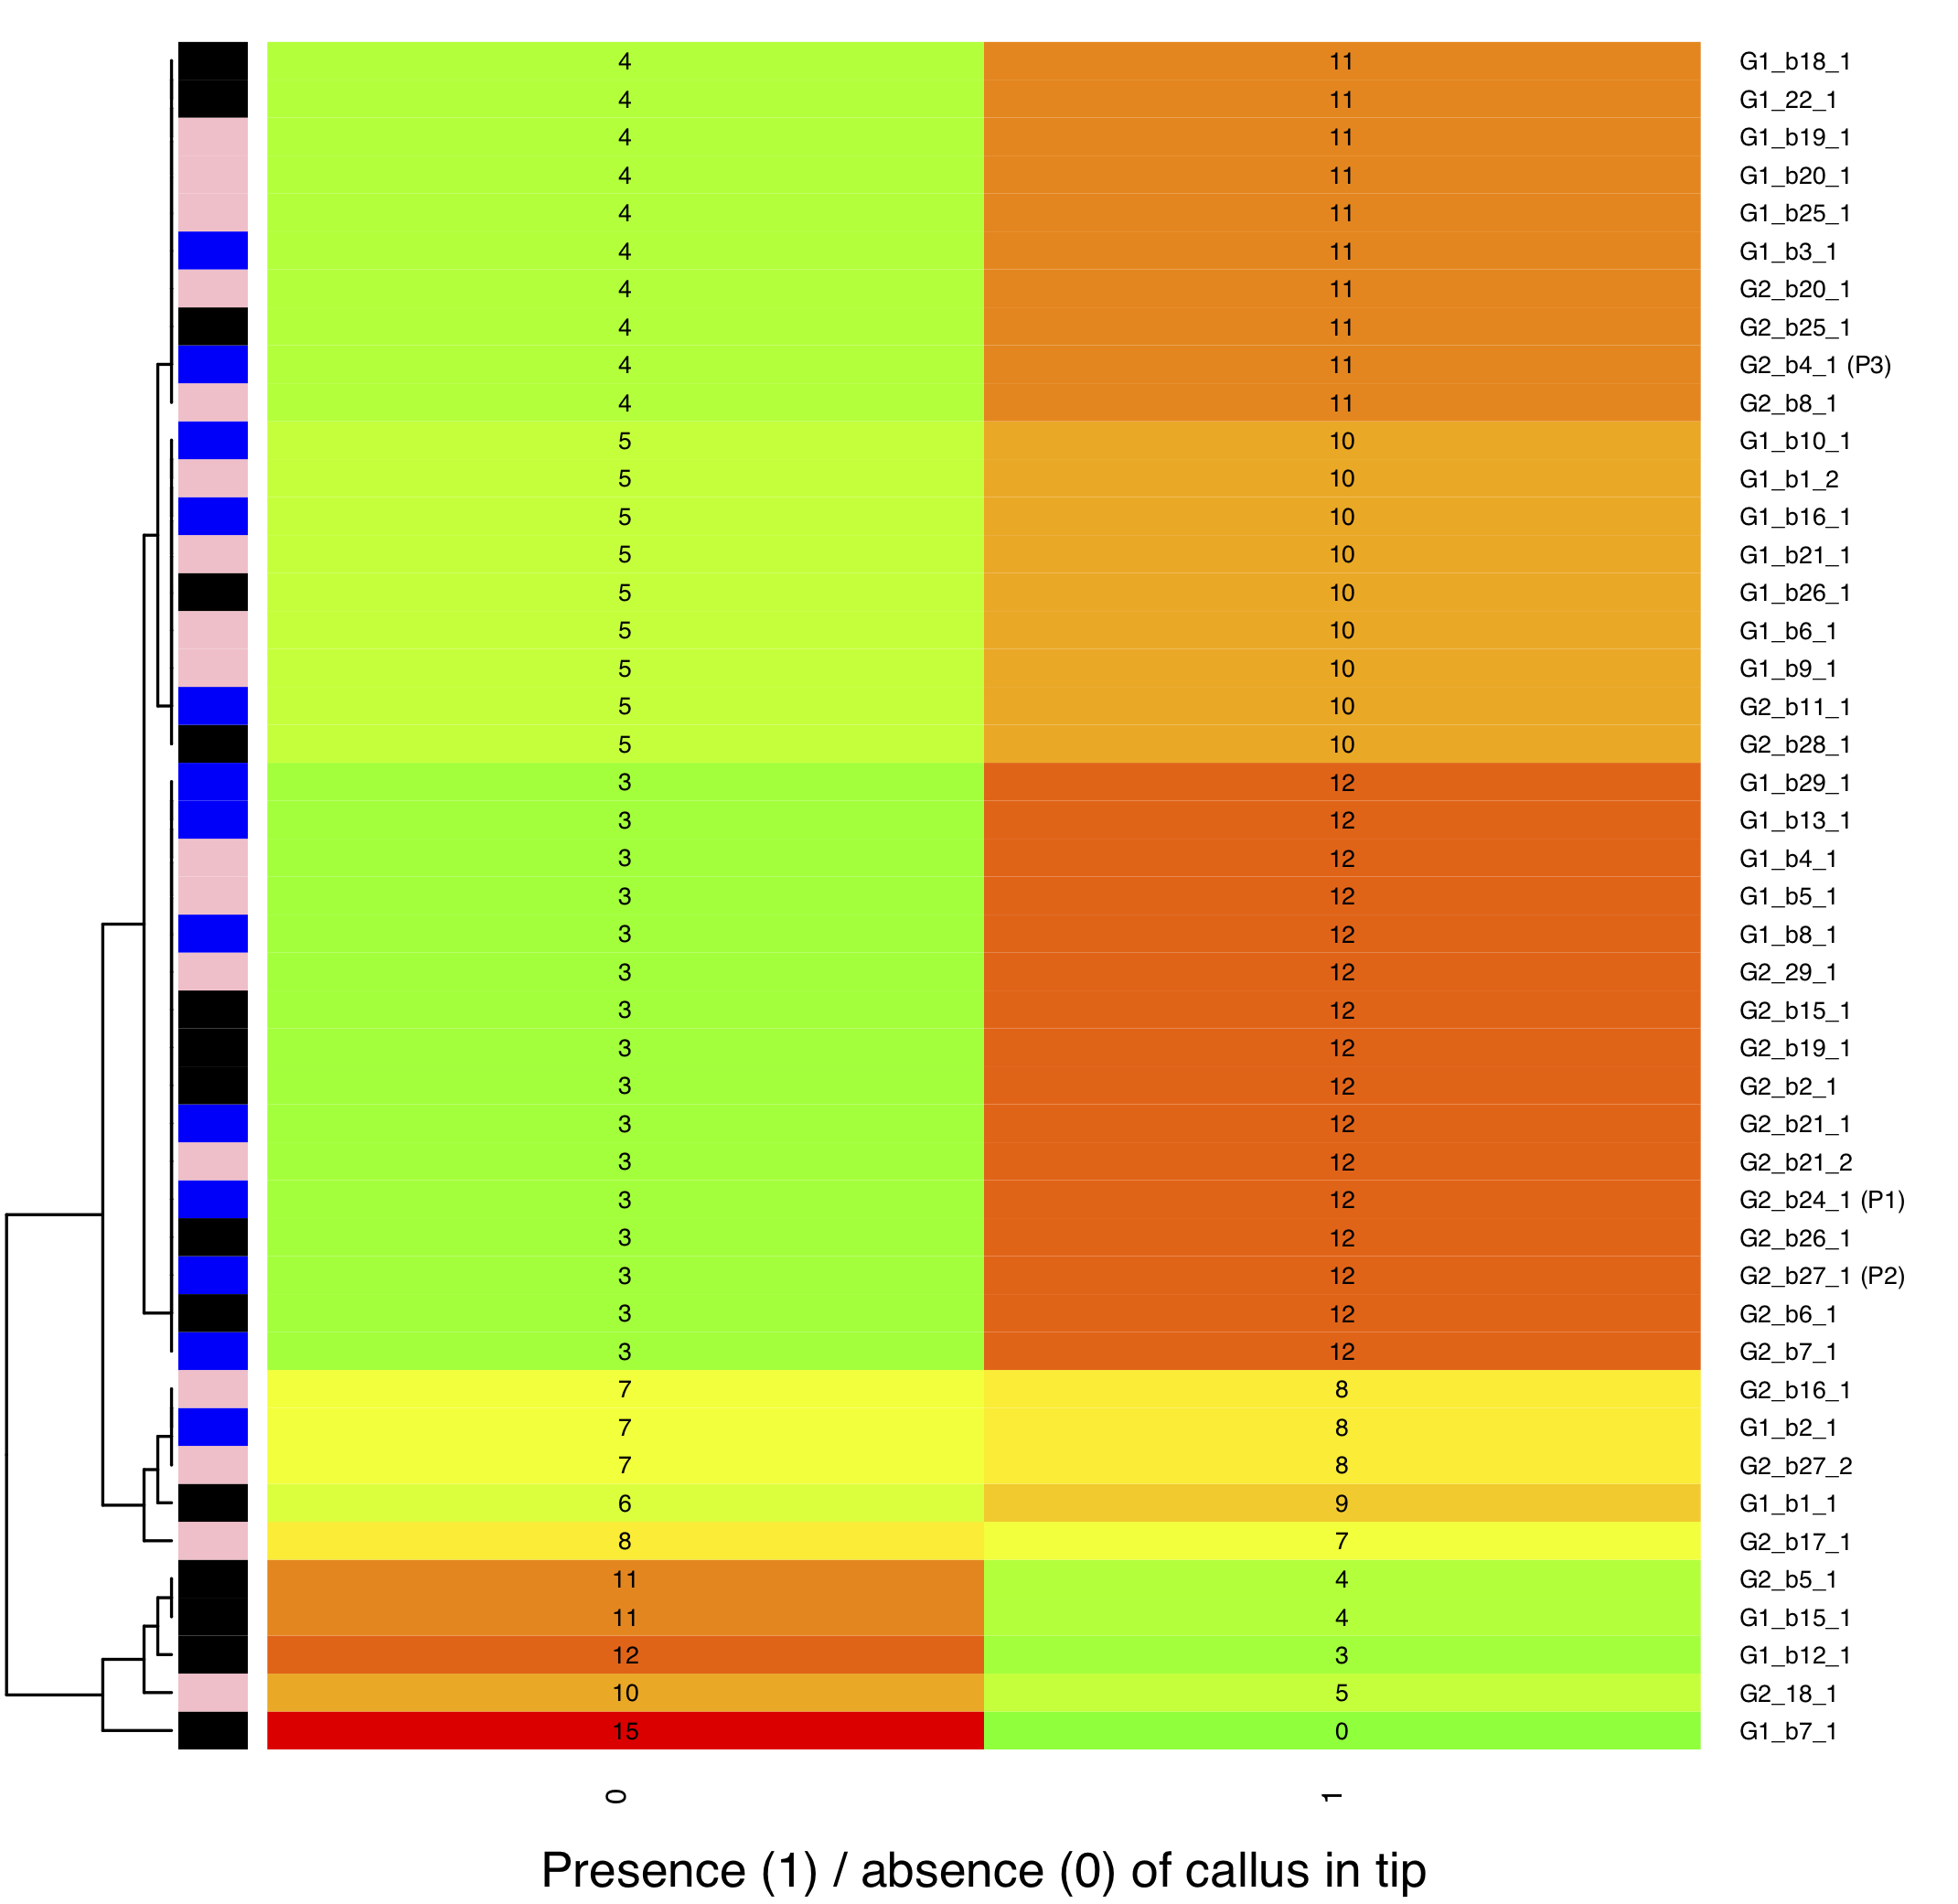 4 11 G1_b18_1
4 11 G1_22_1
4 11 G1_b19_1
4 11 G1_b20_1
4 11 G1_b25_1
4 11 G1_b3_1
4 11 G2_b20_1
4 11 G2_b25_1
4 11 G2_b4_1 (P3)
4 11 G2_b8_1
5 10 G1_b10_1
5 10 G1_b1_2
5 10 G1_b16_1
5 10 G1_b21_1
5 10 G1_b26_1
5 10 G1_b6_1
5 10 G1_b9_1
5 10 G2_b11_1
5 10 G2_b28_1
3 12 G1_b29_1
3 12 G1_b13_1
3 12 G1_b4_1
3 12 G1_b5_1
3 12 G1_b8_1
3 12 G2_29_1
3 12 G2_b15_1
3 12 G2_b19_1
3 12 G2_b2_1
3 12 G2_b21_1
3 12 G2_b21_2
3 12 G2_b24_1 (P1)
3 12 G2_b26_1
3 12 G2_b27_1 (P2)
3 12 G2_b6_1
3 12 G2_b7_1
7 8 G2_b16_1
7 8 G1_b2_1
7 8 G2_b27_2
6 9 G1_b1_1
8 7 G2_b17_1
11 4 G2_b5_1
11 4 G1_b15_1
12 3 G1_b12_1
10 5 G2_18_1
15 0 G1_b7_1
0 1
Presence (1) / absence (0) of callus in tip